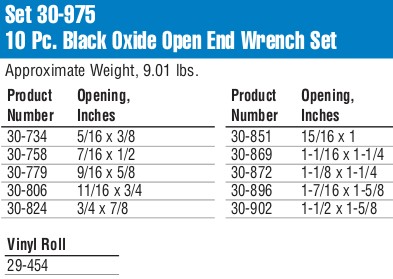 Set 30-975
10 Pc. Black Oxide Open End Wrench Set
Approximate Weight, 9.01 lbs.
Product Number Opening, Inches
30-734 5/16 x 3/8
30-758 7/16 x 1/2
30-779 9/16 x 5/8
30-806 11/16 x 3/4
30-824 3/4 x 7/8
Product Number Opening, Inches
30-851 15/16 x 1
30-869 1-1/16 x 1-1/4
30-872 1-1/8 x 1-1/4
30-896 1-7/16 x 1-5/8
30-902 1-1/2 x 1-5/8
Vinyl Roll
29-454